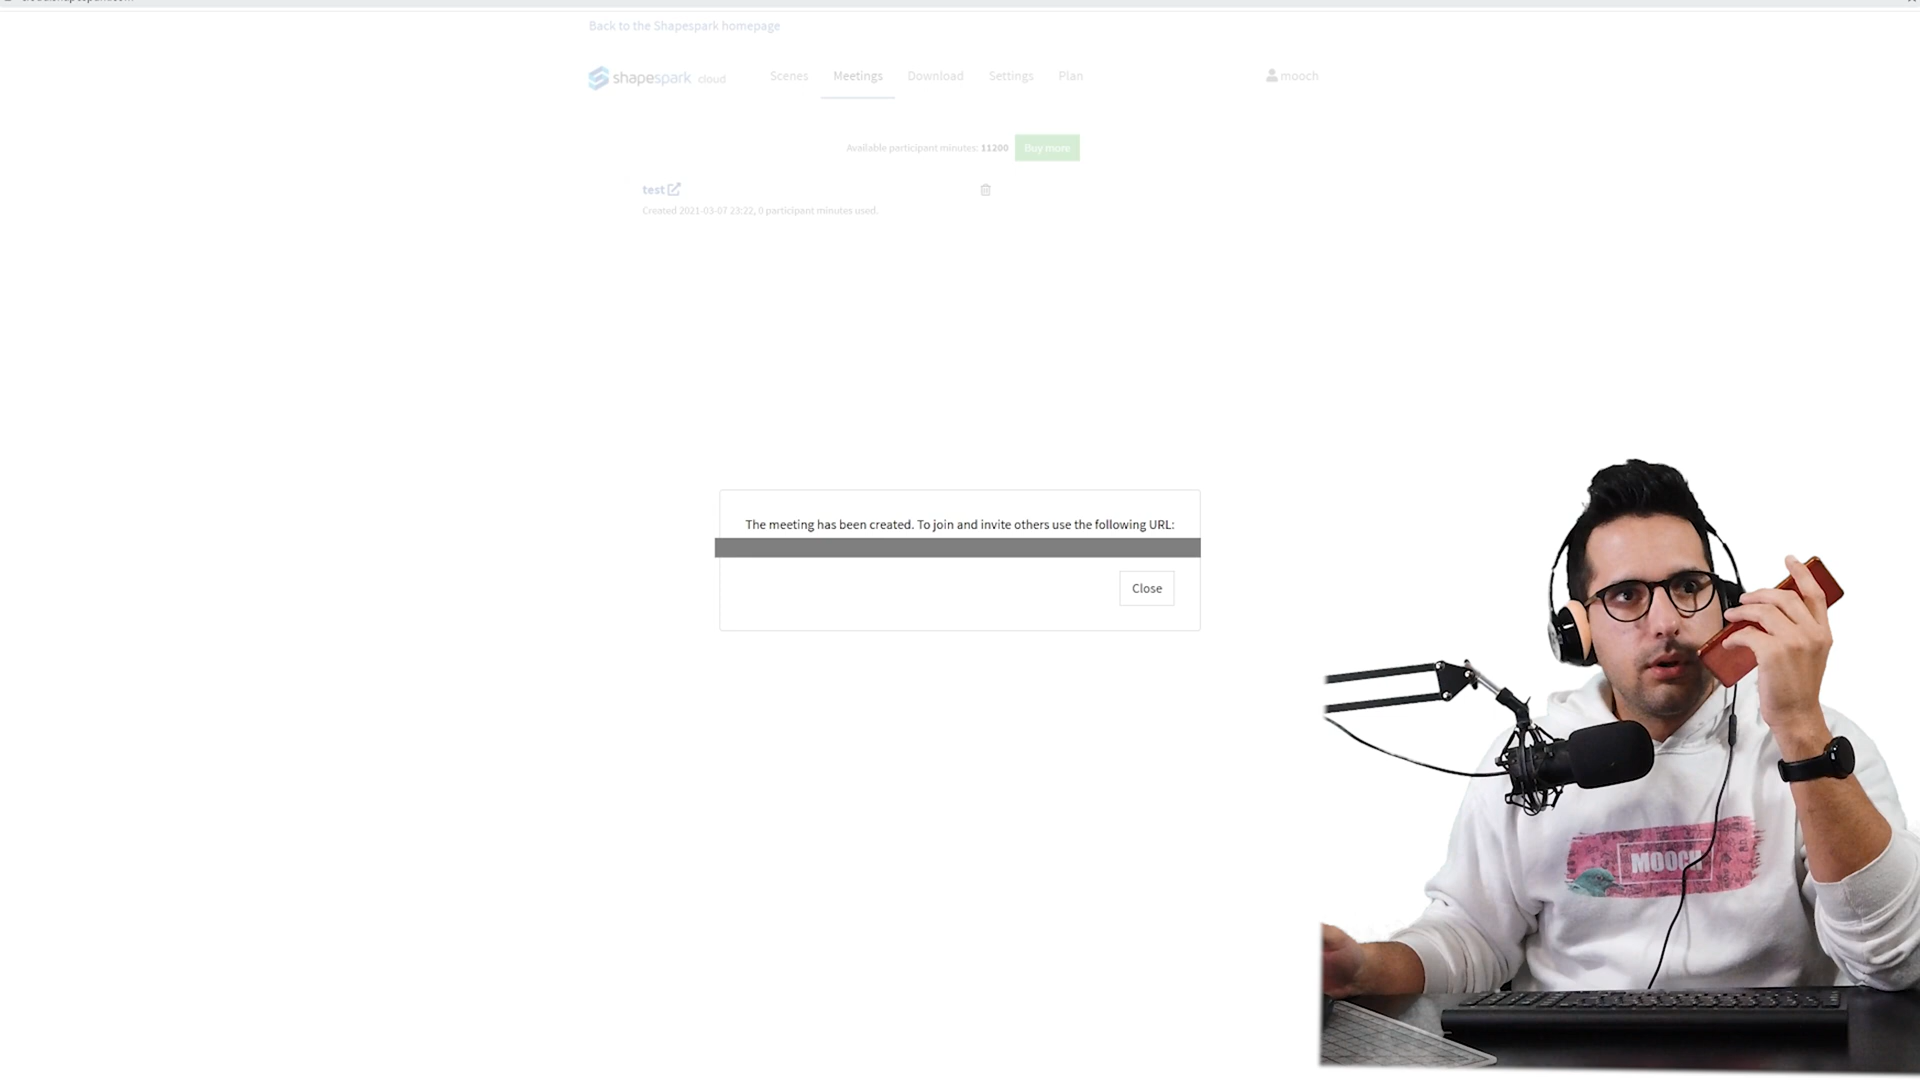 Back to the Shapespark homepage
shapespark cloud
Scenes
Meetings
Download
Settings
Plan
mooch
Available participant minutes: 11200
Buy more
test
Created 2021-03-07 23:22, 0 participant minutes used.
The meeting has been created. To join and invite others use the following URL:
Close
MOOCH